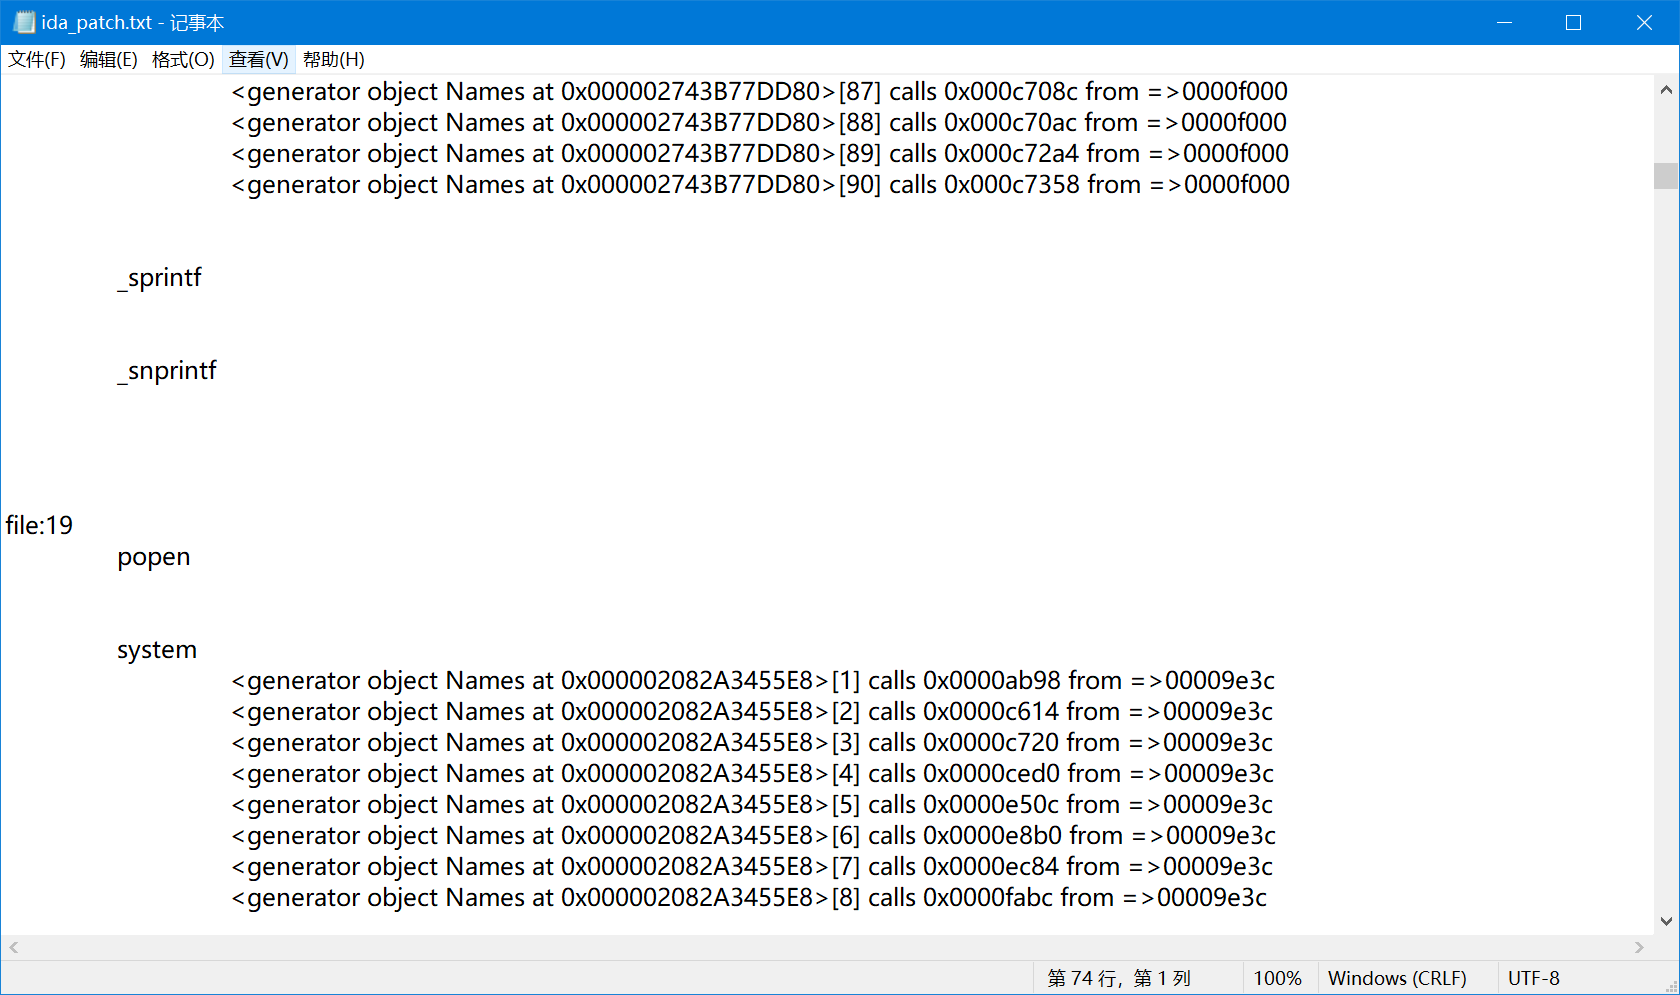 ida_patch.txt - 记事本
文件(F) 编辑(E) 格式(O) 查看(V) 帮助(H)
<generator object Names at 0x000002743B77DD80>[87] calls 0x000c708c from =>0000f000
<generator object Names at 0x000002743B77DD80>[88] calls 0x000c70ac from =>0000f000
<generator object Names at 0x000002743B77DD80>[89] calls 0x000c72a4 from =>0000f000
<generator object Names at 0x000002743B77DD80>[90] calls 0x000c7358 from =>0000f000
_sprintf
_snprintf
file:19
popen
system
<generator object Names at 0x000002082A3455E8>[1] calls 0x0000ab98 from =>00009e3c
<generator object Names at 0x000002082A3455E8>[2] calls 0x0000c614 from =>00009e3c
<generator object Names at 0x000002082A3455E8>[3] calls 0x0000c720 from =>00009e3c
<generator object Names at 0x000002082A3455E8>[4] calls 0x0000ced0 from =>00009e3c
<generator object Names at 0x000002082A3455E8>[5] calls 0x0000e50c from =>00009e3c
<generator object Names at 0x000002082A3455E8>[6] calls 0x0000e8b0 from =>00009e3c
<generator object Names at 0x000002082A3455E8>[7] calls 0x0000ec84 from =>00009e3c
<generator object Names at 0x000002082A3455E8>[8] calls 0x0000fabc from =>00009e3c
第 74 行，第 1 列 100% Windows (CRLF) UTF-8